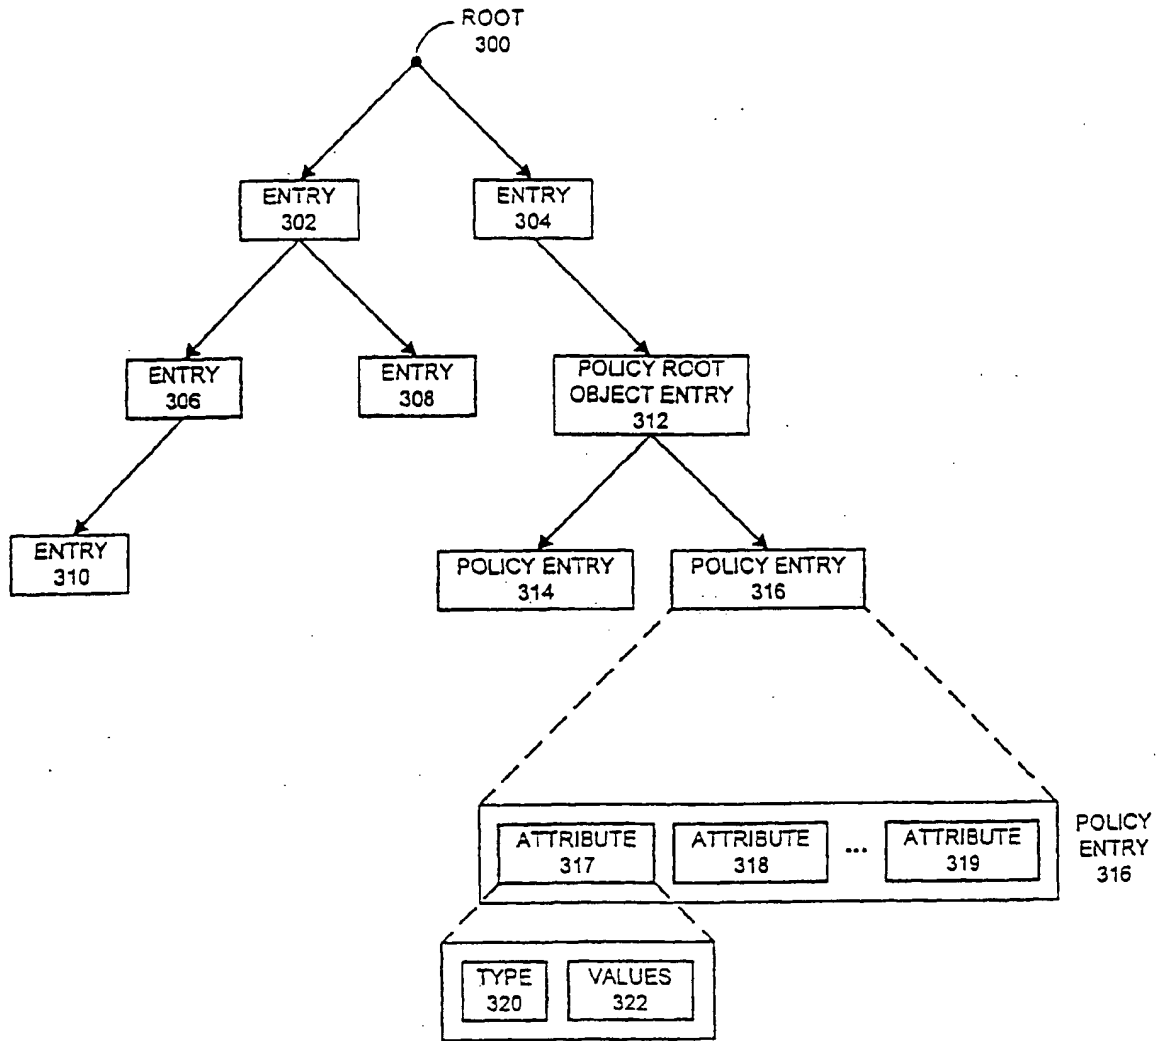 ROOT
300
ENTRY
302
ENTRY
304
ENTRY
306
ENTRY
308
POLICY ROOT
OBJECT ENTRY
312
ENTRY
310
POLICY ENTRY
314
POLICY ENTRY
316
ATTRIBUTE
317
ATTRIBUTE
318
...
ATTRIBUTE
319
POLICY
ENTRY
316
TYPE
320
VALUES
322